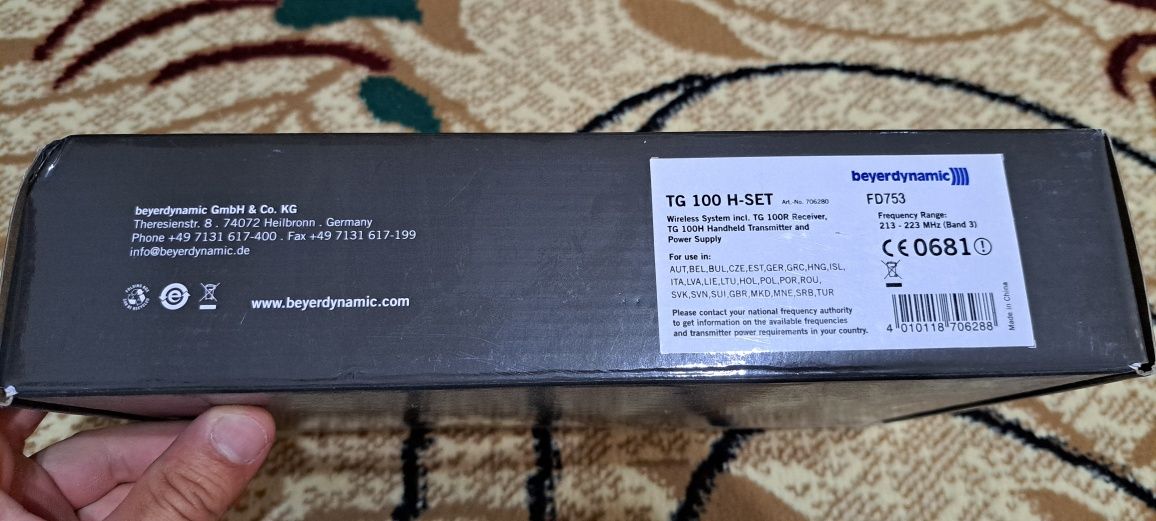 beyerdynamic GmbH & Co. KG
Theresienstr. 8 . 74072 Heilbronn . Germany
Phone +49 7131 617-400 . Fax +49 7131 617-199
info@beyerdynamic.de
www.beyerdynamic.com
beyerdynamic
TG 100 H-SET Art.-No. 706280
FD753
Wireless System incl. TG 100R Receiver,
TG 100H Handheld Transmitter and
Power Supply
Frequency Range:
213 - 223 MHz (Band 3)
CE0681
For use in:
AUT,BEL,BUL,CZE,EST,GER,GRC,HNG,ISL,
ITA,LVA,LIE,LTU,HOL,POL,POR,ROU,
SVK,SVN,SUI,GBR,MKD,MNE,SRB,TUR
Please contact your national frequency authority
to get information on the available frequencies
and transmitter power requirements in your country.
4 010118 706288
Made in China